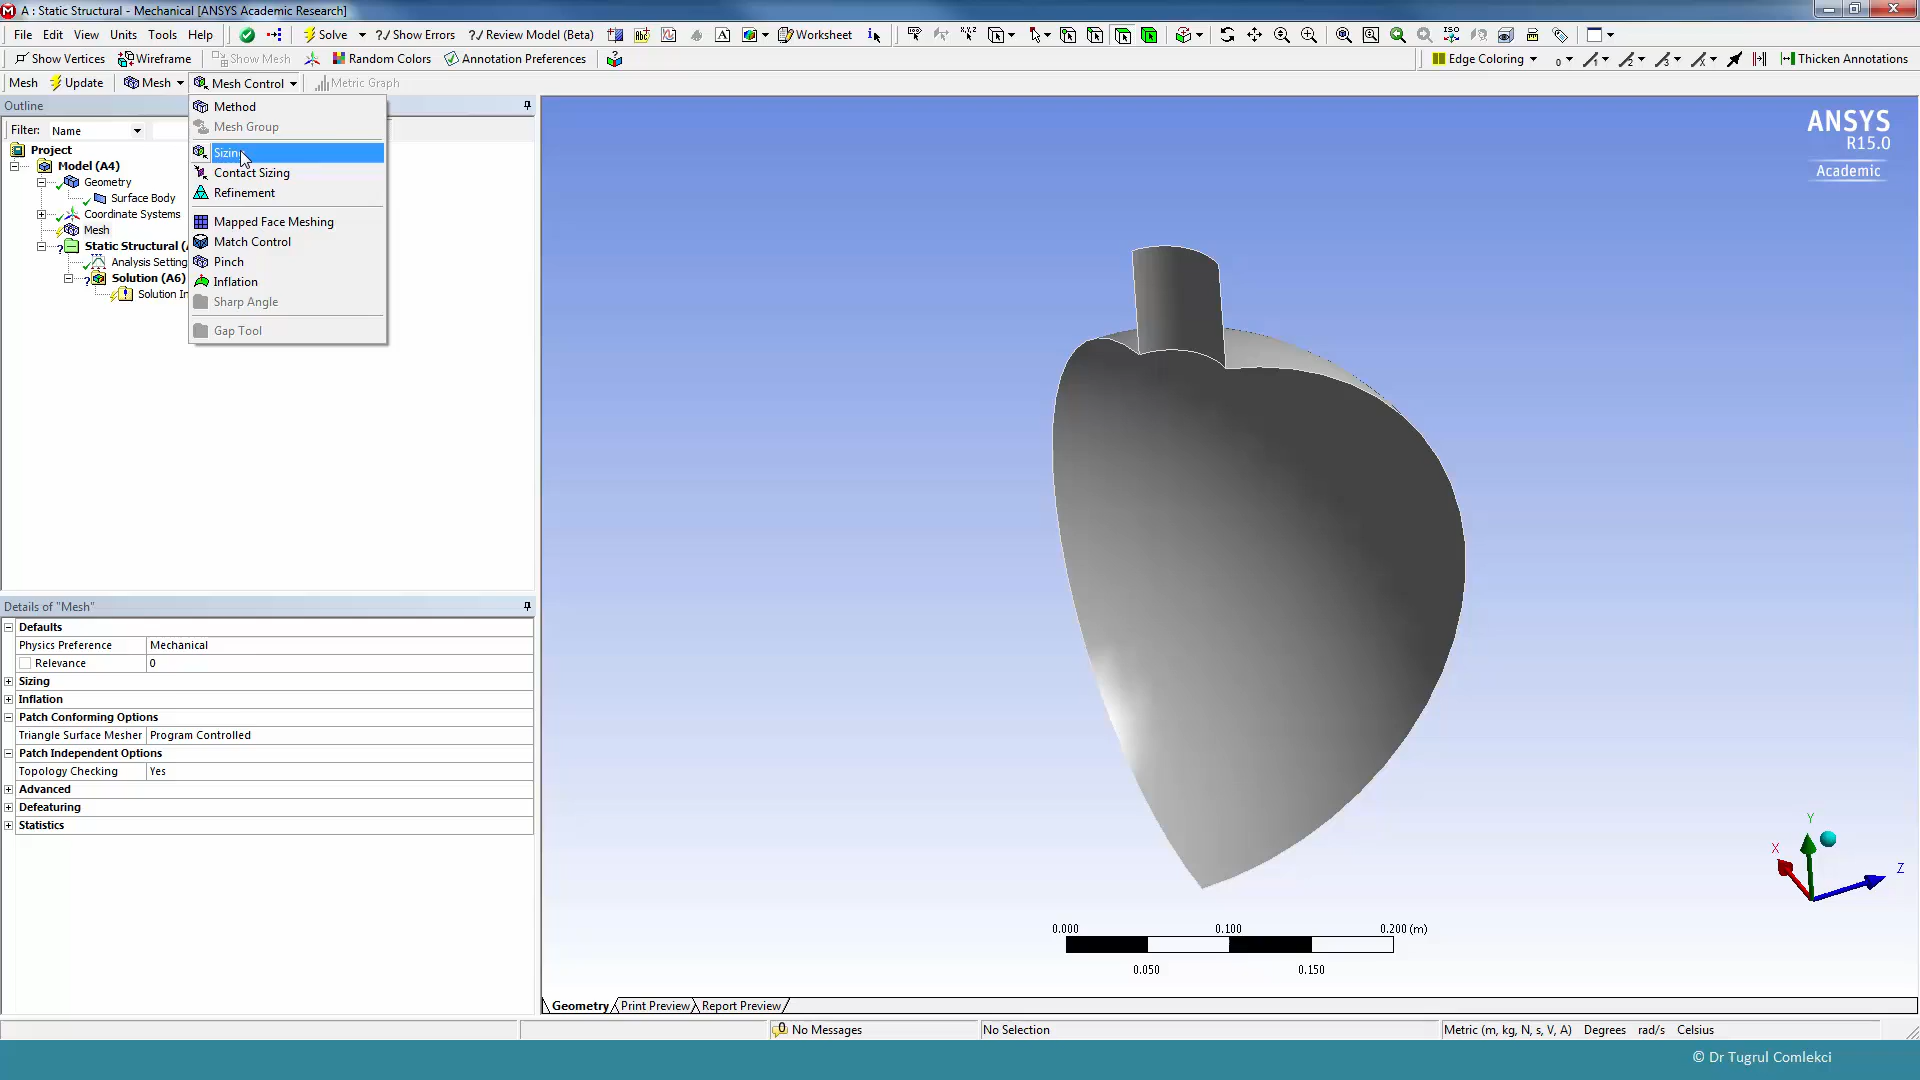 A : Static Structural - Mechanical [ANSYS Academic Research]
File Edit View Units Tools Help Solve ?/ Show Errors ?/ Review Model (Beta) Worksheet
Show Vertices Wireframe Show Mesh Random Colors Annotation Preferences Edge Coloring Thicken Annotations
Mesh Update Mesh Mesh Control Metric Graph
Outline
Filter: Name
Project
Model (A4)
Geometry
Surface Body
Coordinate Systems
Mesh
Static Structural (A
Analysis Setting
Solution (A6)
Solution In
Method
Mesh Group
Sizing
Contact Sizing
Refinement
Mapped Face Meshing
Match Control
Pinch
Inflation
Sharp Angle
Gap Tool
ANSYS
R15.0
Academic
Details of "Mesh"
Defaults
Physics Preference Mechanical
Relevance 0
Sizing
Inflation
Patch Conforming Options
Triangle Surface Mesher Program Controlled
Patch Independent Options
Topology Checking Yes
Advanced
Defeaturing
Statistics
Y
X
Z
0.000 0.100 0.200 (m)
0.050 0.150
Geometry Print Preview Report Preview
0 No Messages No Selection Metric (m, kg, N, s, V, A) Degrees rad/s Celsius
© Dr Tugrul Comlekci